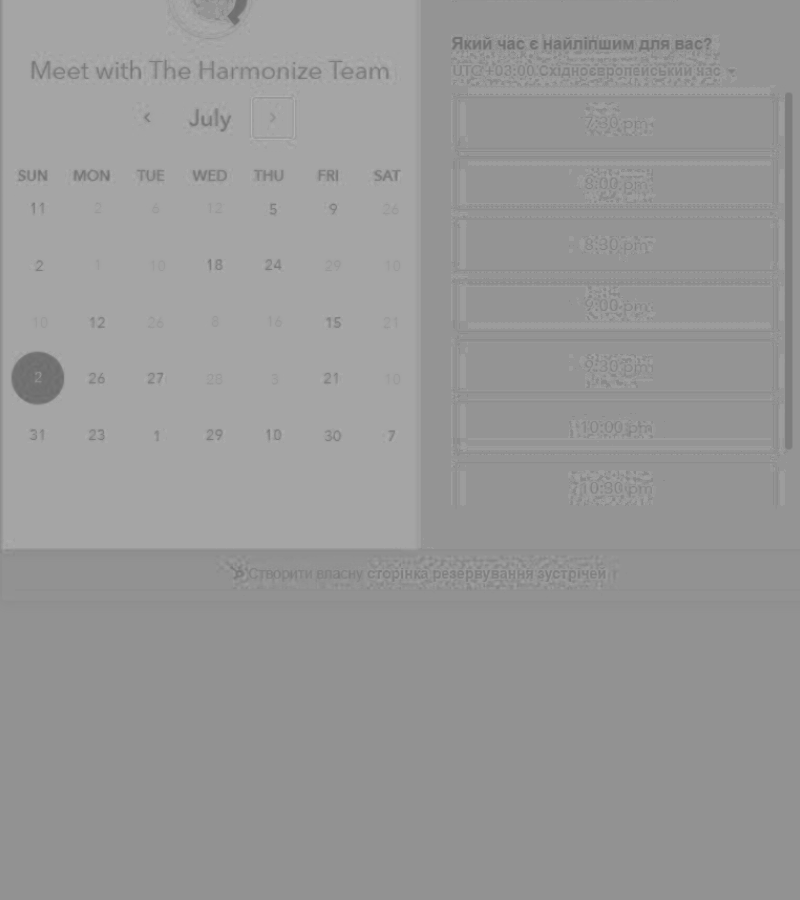 Meet with The Harmonize Team
‹ July ›
SUN MON TUE WED THU FRI SAT
11 2 6 12 5 9 26
2 1 10 18 24 29 10
10 12 26 8 16 15 21
2 26 27 28 3 21 10
31 23 1 29 10 30 7
Який час є найліпшим для вас?
UTC +03:00 Східноєвропейський час
7:30 pm
8:00 pm
8:30 pm
9:00 pm
9:30 pm
10:00 pm
10:30 pm
Створити власну сторінка резервування зустрічей